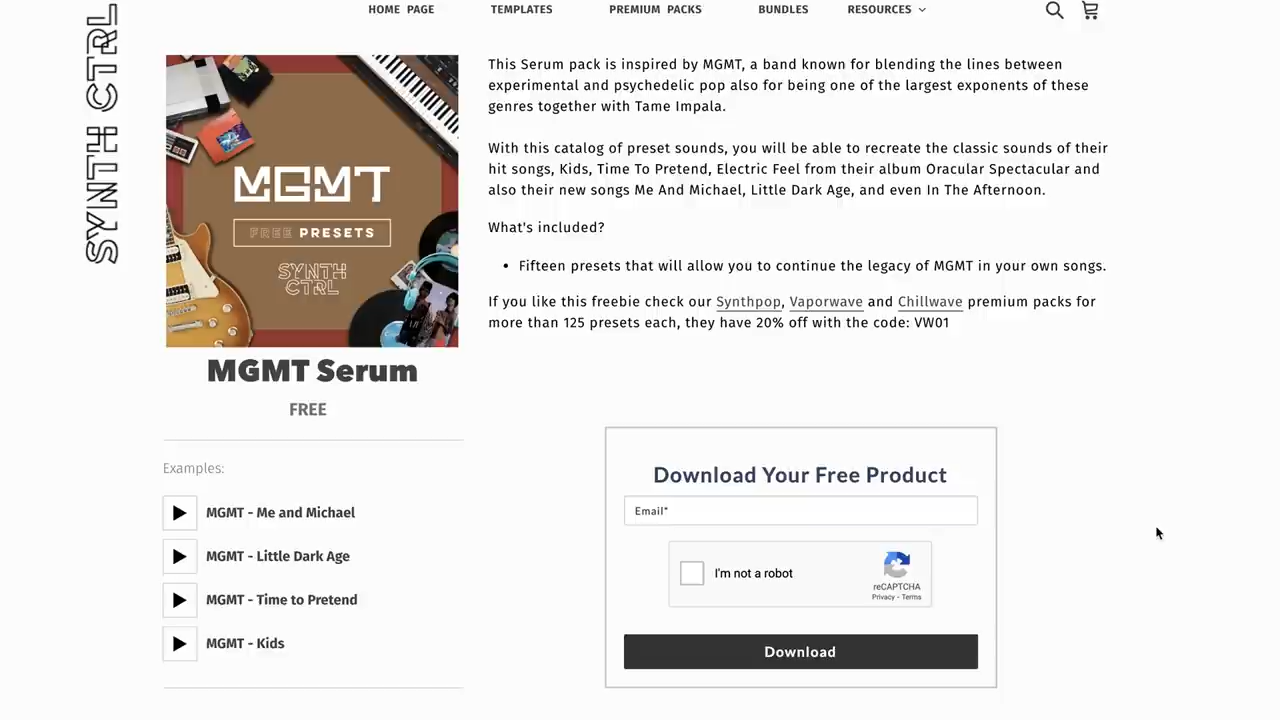 HOME PAGE
TEMPLATES
PREMIUM PACKS
BUNDLES
RESOURCES
SYNTH CTRL
MGMT
FREE PRESETS
SYNTH
CTRL
MGMT Serum
FREE
Examples:
MGMT - Me and Michael
MGMT - Little Dark Age
MGMT - Time to Pretend
MGMT - Kids
This Serum pack is inspired by MGMT, a band known for blending the lines between
experimental and psychedelic pop also for being one of the largest exponents of these
genres together with Tame Impala.
With this catalog of preset sounds, you will be able to recreate the classic sounds of their
hit songs, Kids, Time To Pretend, Electric Feel from their album Oracular Spectacular and
also their new songs Me And Michael, Little Dark Age, and even In The Afternoon.
What's included?
• Fifteen presets that will allow you to continue the legacy of MGMT in your own songs.
If you like this freebie check our Synthpop, Vaporwave and Chillwave premium packs for
more than 125 presets each, they have 20% off with the code: VW01
Download Your Free Product
Email*
I'm not a robot
reCAPTCHA
Privacy - Terms
Download